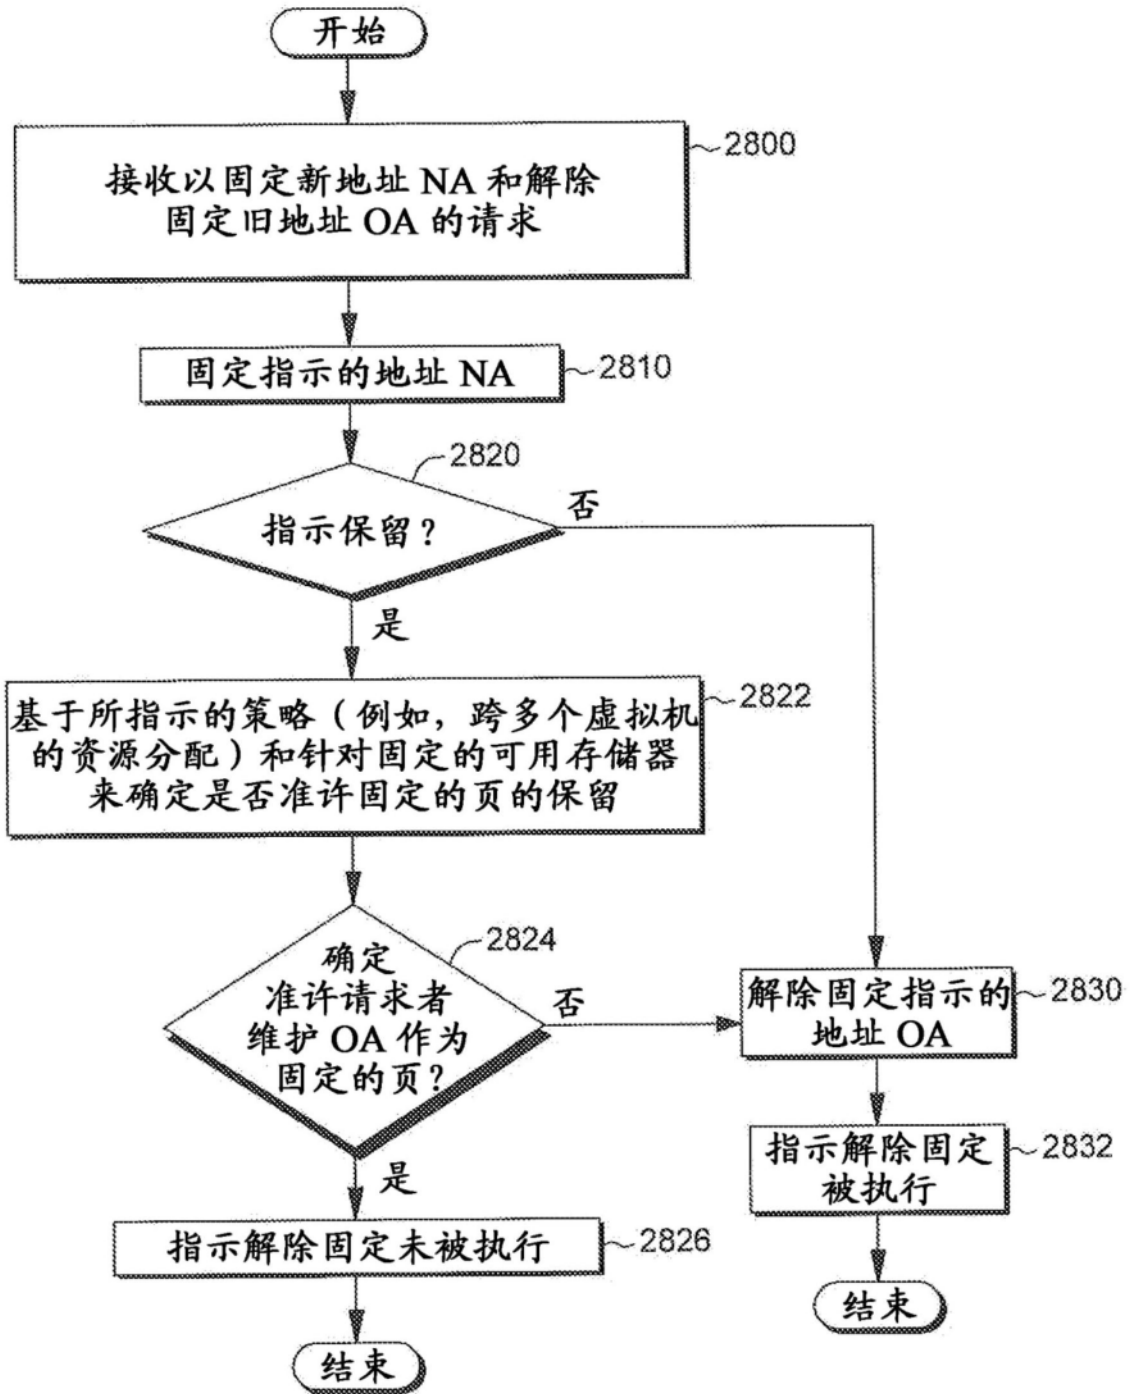 开始
接收以固定新地址 NA 和解除
固定旧地址 OA 的请求
2800
固定指示的地址 NA
2810
2820
指示保留？
否
是
基于所指示的策略（例如，跨多个虚拟机
的资源分配）和针对固定的可用存储器
来确定是否准许固定的页的保留
2822
2824
确定
准许请求者
维护 OA 作为
固定的页？
否
是
解除固定指示的
地址 OA
2830
指示解除固定
被执行
2832
指示解除固定未被执行
2826
结束
结束